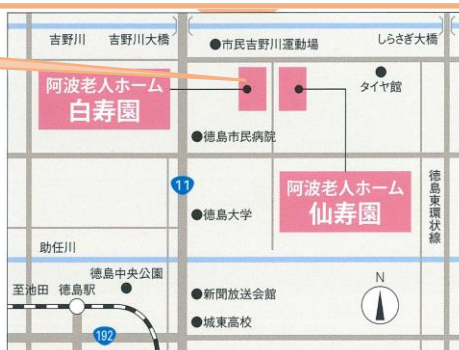 吉野川 吉野川大橋 ●市民吉野川運動場 しらさぎ大橋
阿波老人ホーム
白寿園
タイヤ館
●徳島市民病院
11
阿波老人ホーム
仙寿園
●徳島大学
徳島東環状線
助任川
徳島中央公園
至池田 徳島駅
●新聞放送会館
N
●城東高校
192